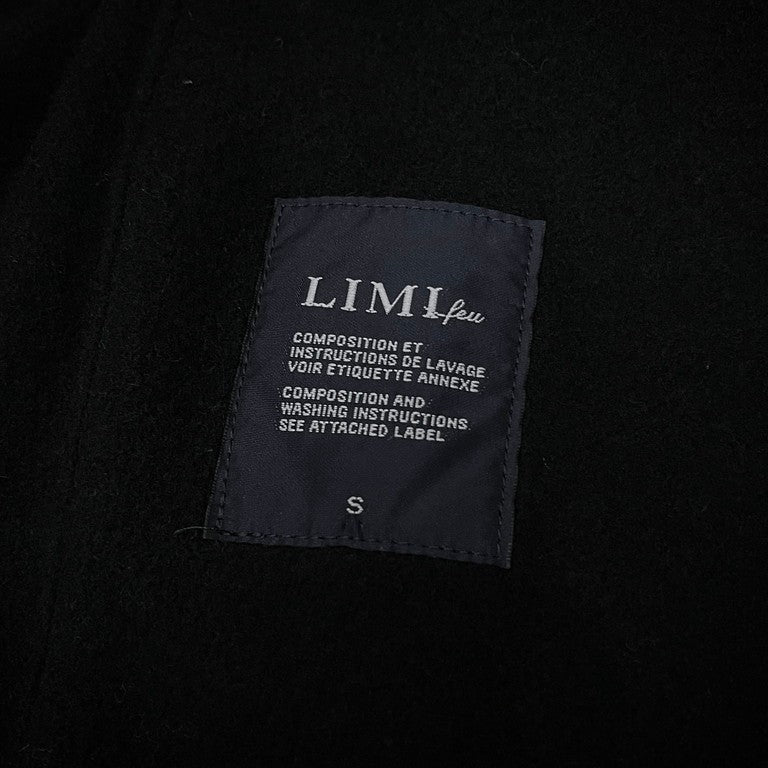 LIMI feu
COMPOSITION ET
INSTRUCTIONS DE LAVAGE
VOIR ETIQUETTE ANNEXE
COMPOSITION AND
WASHING INSTRUCTIONS
SEE ATTACHED LABEL
S